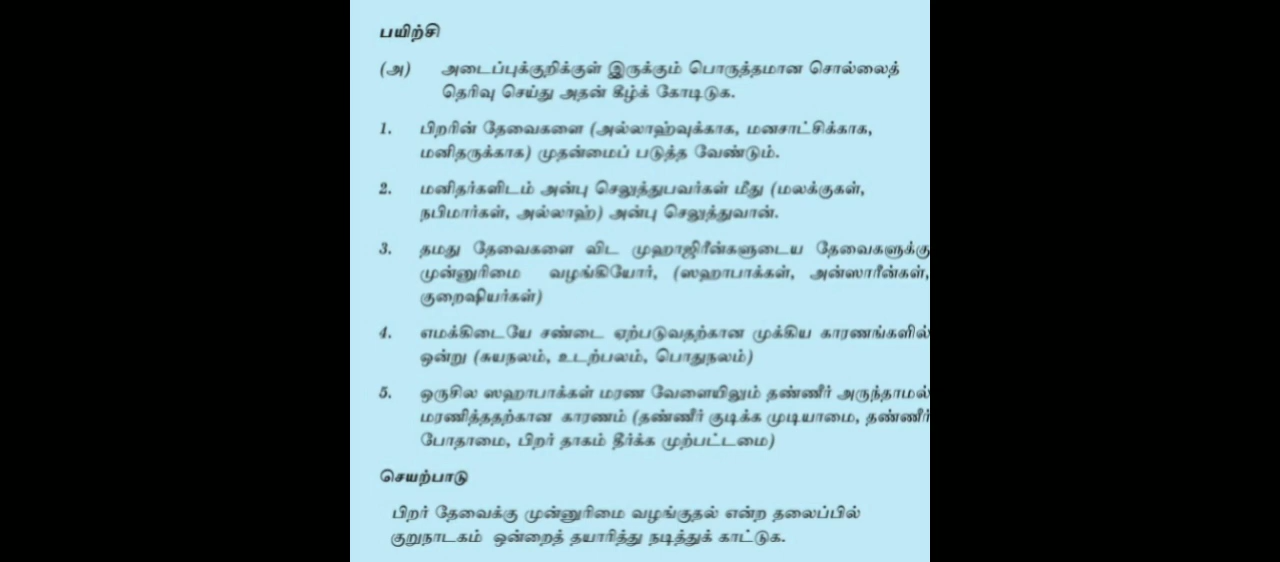 பயிற்சி
(அ) அடைப்புக்குறிக்குள் இருக்கும் பொருத்தமான சொல்லைத்
தெரிவு செய்து அதன் கீழ்க் கோடிடுக.
1. பிறரின் தேவைகளை (அல்லாஹ்வுக்காக, மனசாட்சிக்காக,
மனிதருக்காக) முதன்மைப் படுத்த வேண்டும்.
2. மனிதர்களிடம் அன்பு செலுத்துபவர்கள் மீது (மலக்குகள்,
நபிமார்கள், அல்லாஹ்) அன்பு செலுத்துவான்.
3. தமது தேவைகளை விட முஹாஜிரீன்களுடைய தேவைகளுக்கு
முன்னுரிமை வழங்கியோர், (ஸஹாபாக்கள், அன்ஸாரீன்கள்,
குறைஷியர்கள்)
4. எமக்கிடையே சண்டை ஏற்படுவதற்கான முக்கிய காரணங்களில்
ஒன்று (சுயநலம், உடற்பலம், பொதுநலம்)
5. ஒருசில ஸஹாபாக்கள் மரண வேளையிலும் தண்ணீர் அருந்தாமல்
மரணித்ததற்கான காரணம் (தண்ணீர் குடிக்க முடியாமை, தண்ணீர்
போதாமை, பிறர் தாகம் தீர்க்க முற்பட்டமை)
செயற்பாடு
பிறர் தேவைக்கு முன்னுரிமை வழங்குதல் என்ற தலைப்பில்
குறுநாடகம் ஒன்றைத் தயாரித்து நடித்துக் காட்டுக.